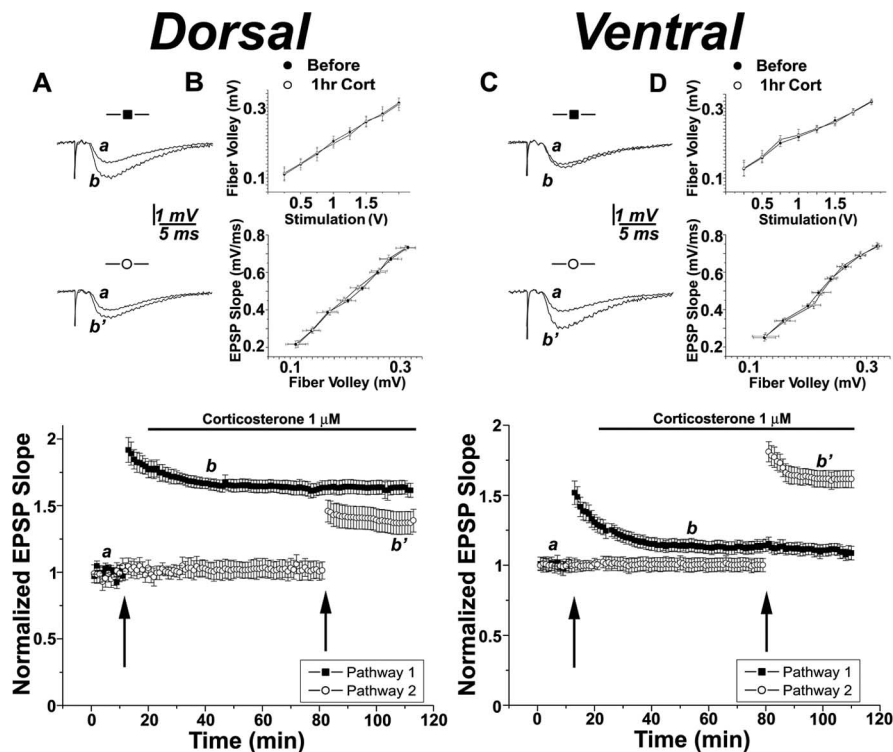 Dorsal
Ventral
A
B
Before
1hr Cort
C
D
Before
1hr Cort
a
b
1 mV
5 ms
a
b'
Fiber Volley (mV)
0.3
0.1
0.5 1 1.5 2
Stimulation (V)
EPSP Slope (mV/ms)
0.8
0.6
0.4
0.2
0.1 0.3
Fiber Volley (mV)
a
b
1 mV
5 ms
a
b'
Fiber Volley (mV)
0.3
0.1
0.5 1 1.5 2
Stimulation (V)
EPSP Slope (mV/ms)
0.8
0.6
0.4
0.2
0.1 0.3
Fiber Volley (mV)
Corticosterone 1 μM
Normalized EPSP Slope
2
1.5
1
0.5
0
a
b
b'
Pathway 1
Pathway 2
0 20 40 60 80 100 120
Time (min)
Corticosterone 1 μM
Normalized EPSP Slope
2
1.5
1
0.5
0
a
b
b'
Pathway 1
Pathway 2
0 20 40 60 80 100 120
Time (min)